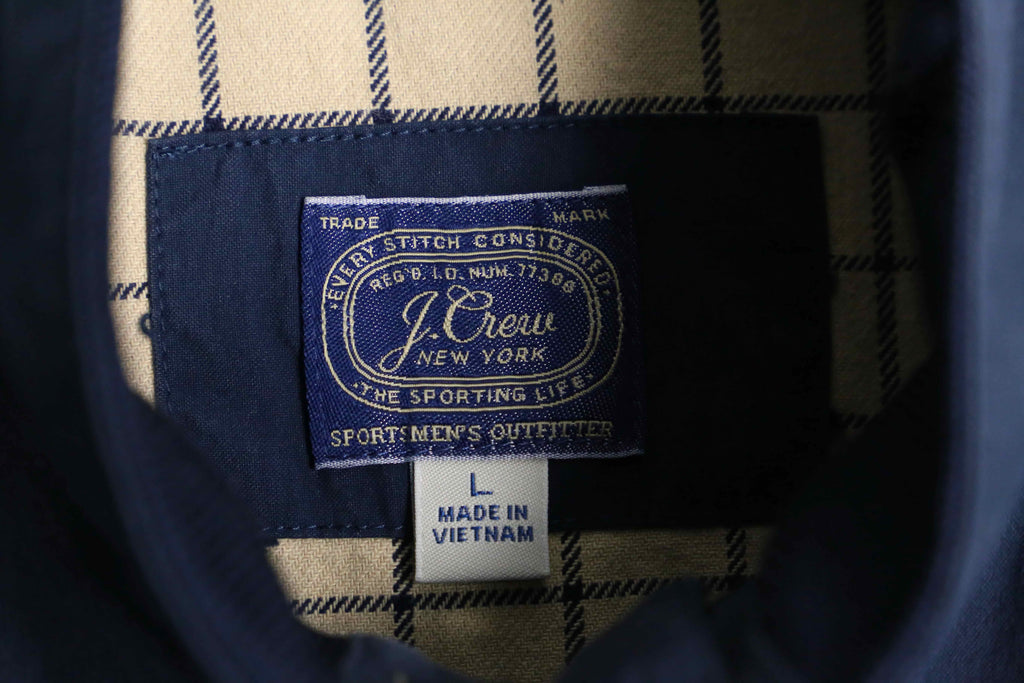 TRADE MARK
EVERY STITCH CONSIDERED
REG'D. I.D. NUM. 77388
J.Crew
NEW YORK
THE SPORTING LIFE
SPORTSMEN'S OUTFITTER
L
MADE IN
VIETNAM